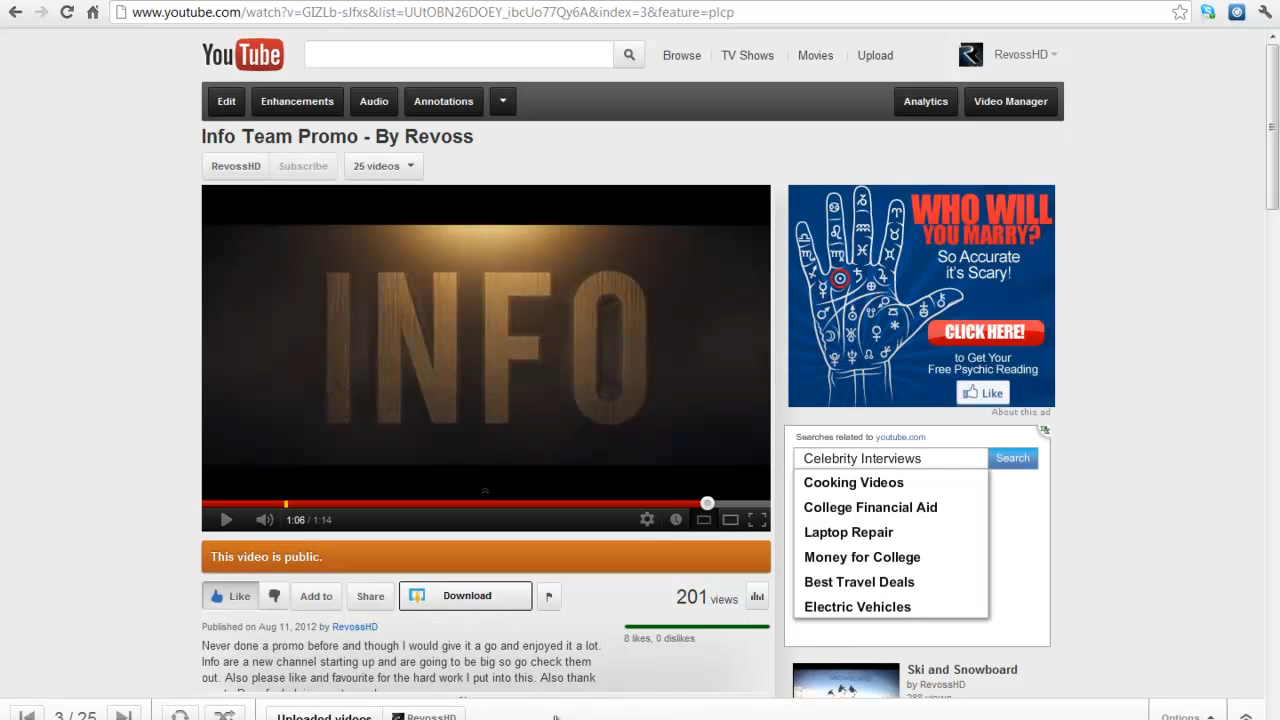 www.youtube.com/watch?v=GIZLb-sJfxs&list=UUtOBN26DOEY_ibcUo77Qy6A&index=3&feature=plcp
YouTube
Browse
TV Shows
Movies
Upload
RevossHD
Edit
Enhancements
Audio
Annotations
Analytics
Video Manager
Info Team Promo - By Revoss
RevossHD
Subscribe
25 videos
INFO
1:06 / 1:14
This video is public.
Like
Add to
Share
Download
201 views
Published on Aug 11, 2012 by RevossHD
8 likes, 0 dislikes
Never done a promo before and though I would give it a go and enjoyed it a lot.
Info are a new channel starting up and are going to be big so go check them
out. Also please like and favourite for the hard work I put into this. Also thank
WHO WILL
YOU MARRY?
So Accurate
it's Scary!
CLICK HERE!
to Get Your
Free Psychic Reading
Like
About this ad
Searches related to youtube.com
Celebrity Interviews
Search
Cooking Videos
College Financial Aid
Laptop Repair
Money for College
Best Travel Deals
Electric Vehicles
Ski and Snowboard
by RevossHD
288 views
3 / 25
Uploaded videos
RevossHD
Options